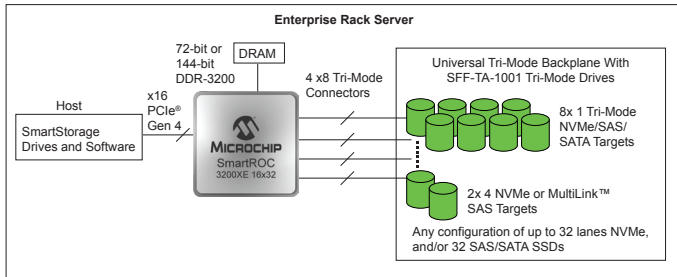 Enterprise Rack Server
72-bit or
144-bit
DDR-3200
DRAM
4 x8 Tri-Mode
Connectors
Universal Tri-Mode Backplane With
SFF-TA-1001 Tri-Mode Drives
Host
SmartStorage
Drives and Software
x16
PCIe®
Gen 4
MICROCHIP
SmartROC
3200XE 16x32
8x 1 Tri-Mode
NVMe/SAS/
SATA Targets
2x 4 NVMe or MultiLink™
SAS Targets
Any configuration of up to 32 lanes NVMe,
and/or 32 SAS/SATA SSDs